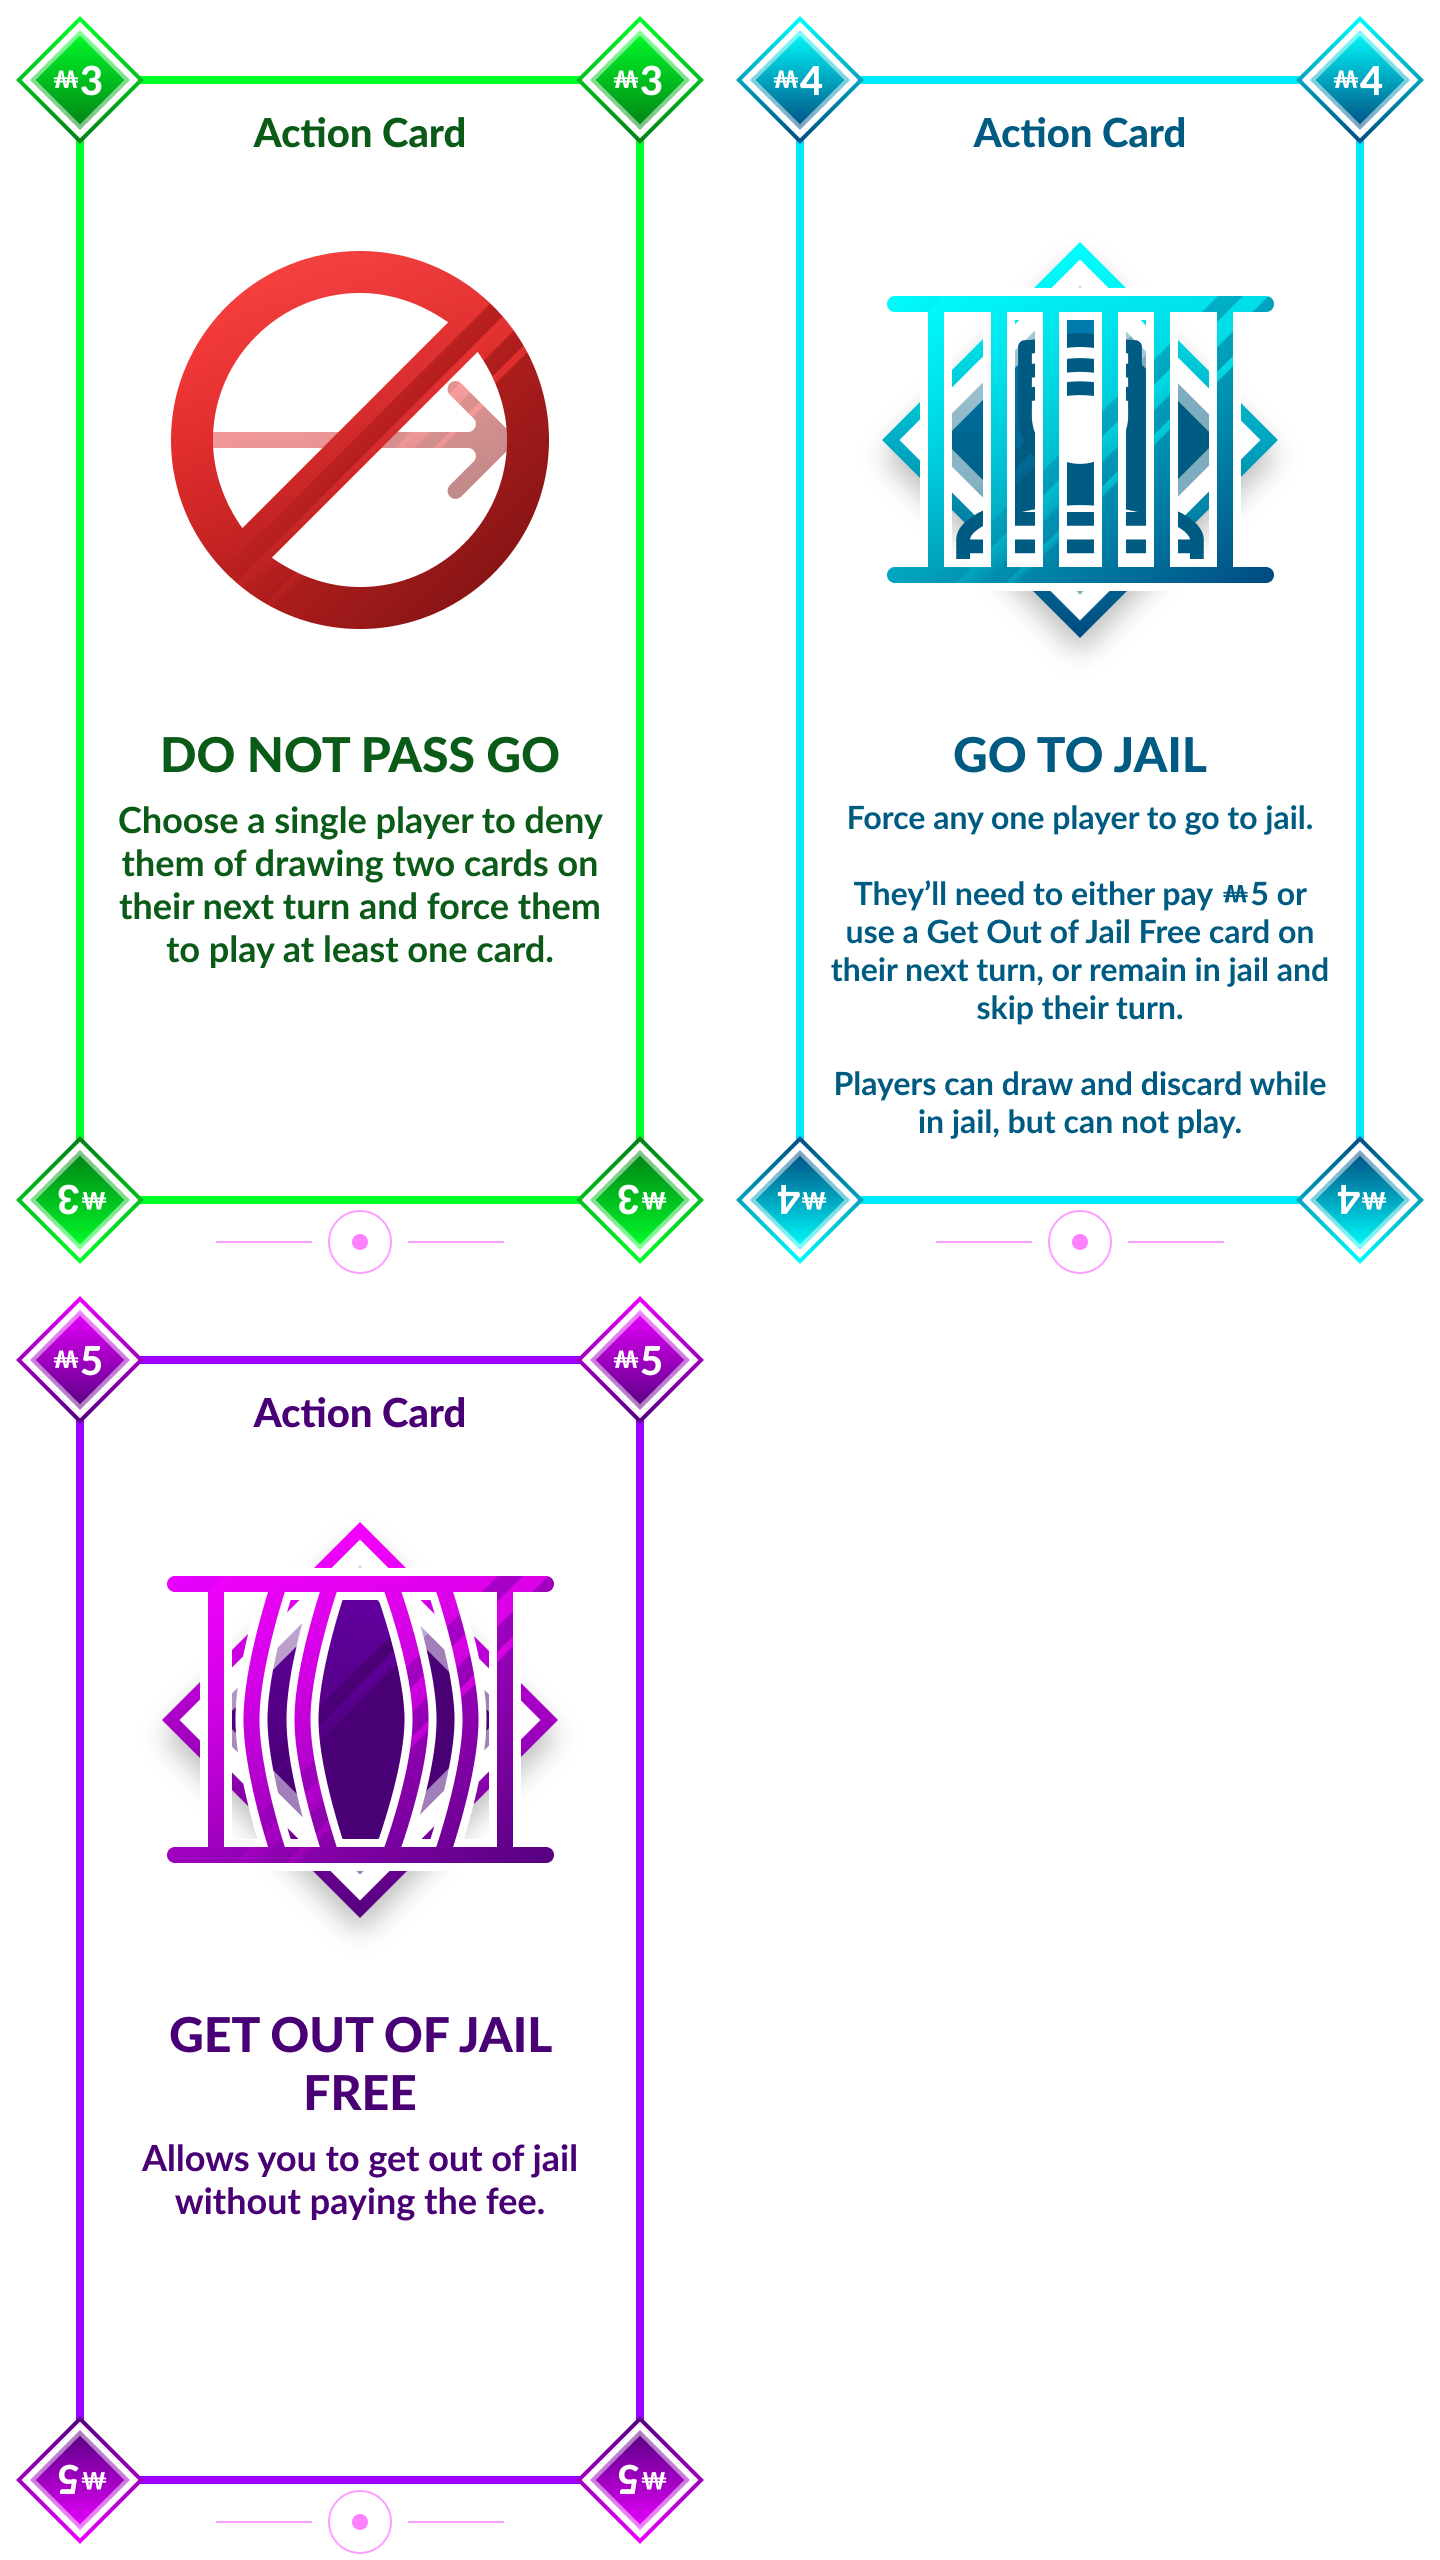 ₳3 ₳3
Action Card
DO NOT PASS GO
Choose a single player to deny
them of drawing two cards on
their next turn and force them
to play at least one card.
₳3 ₳3
₳4 ₳4
Action Card
GO TO JAIL
Force any one player to go to jail.
They’ll need to either pay ₳5 or
use a Get Out of Jail Free card on
their next turn, or remain in jail and
skip their turn.
Players can draw and discard while
in jail, but can not play.
₳4 ₳4
₳5 ₳5
Action Card
GET OUT OF JAIL
FREE
Allows you to get out of jail
without paying the fee.
₳5 ₳5